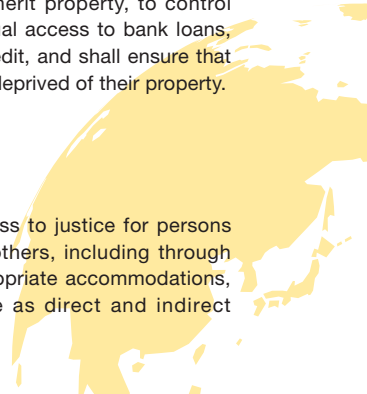 herit property, to control
al access to bank loans,
edit, and shall ensure that
deprived of their property.
ss to justice for persons
thers, including through
opriate accommodations,
e as direct and indirect